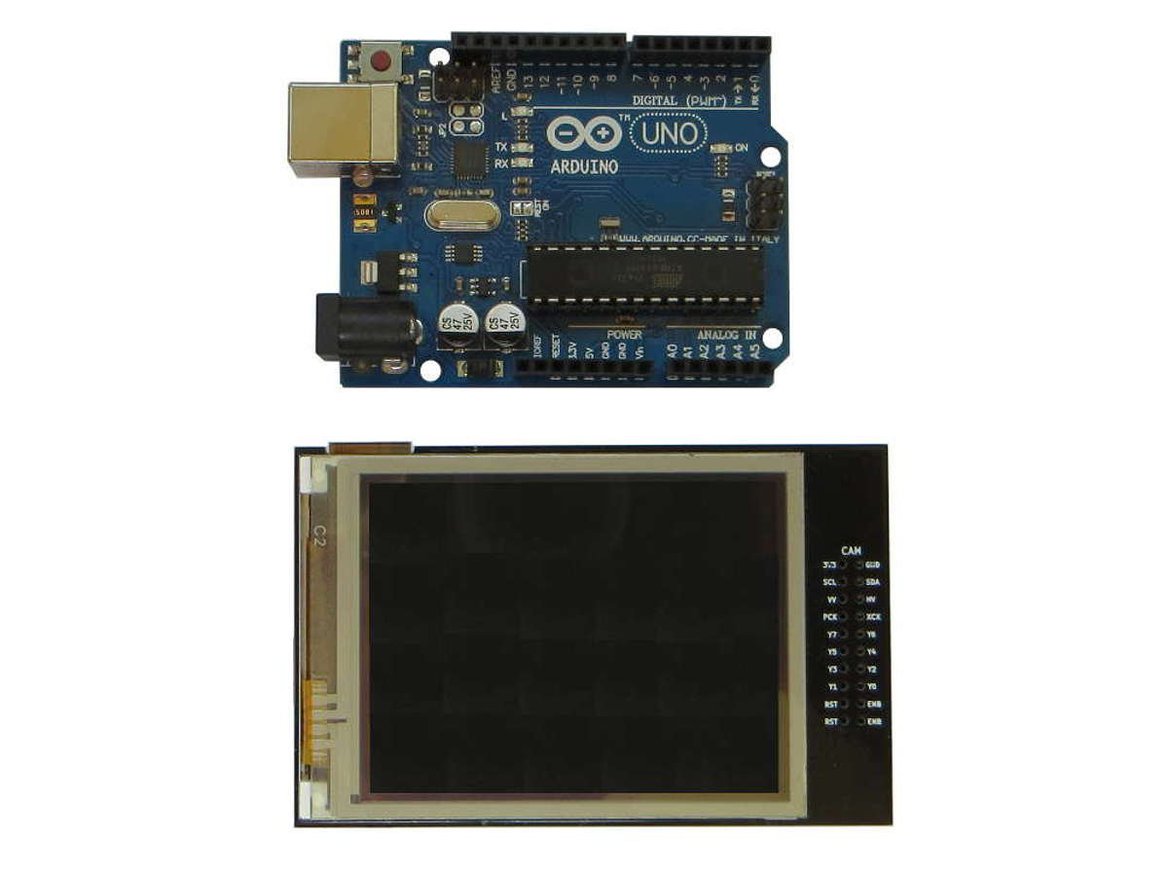 AREF
GND
13
12
~11
~10
~9
8
7
~6
~5
4
~3
2
TX→1
RX←0
DIGITAL (PWM~)
L
JP2
TX
RX
TM
UNO
ARDUINO
ON
WWW.ARDUINO.CC-MADE IN ITALY
POWER
ANALOG IN
CS
47
25V
CS
47
25V
IOREF
RESET
3.3V
5V
GND
GND
Vin
A0
A1
A2
A3
A4
A5
C2
CAM
3V3 GND
SCL SDA
VV HV
PCK XCK
Y7 Y6
Y5 Y4
Y3 Y2
Y1 Y0
RST ENB
RST ENB